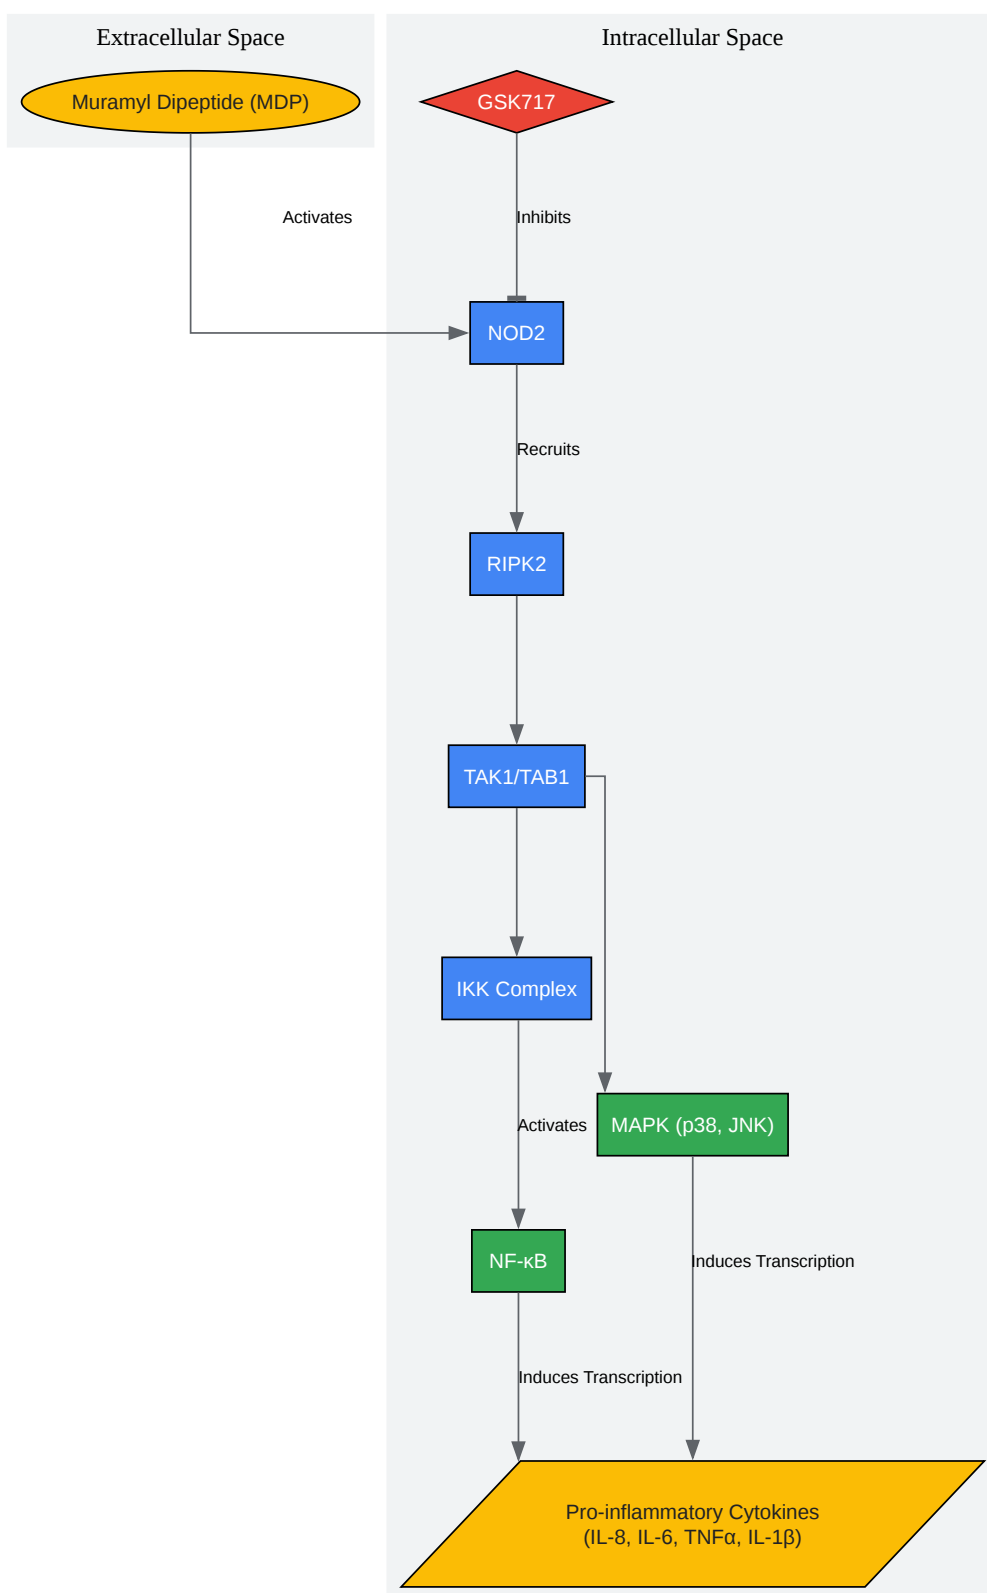 Extracellular Space
Intracellular Space
Muramyl Dipeptide (MDP)
GSK717
Activates
Inhibits
NOD2
Recruits
RIPK2
TAK1/TAB1
IKK Complex
Activates
MAPK (p38, JNK)
NF-κB
Induces Transcription
Induces Transcription
Pro-inflammatory Cytokines
(IL-8, IL-6, TNFα, IL-1β)